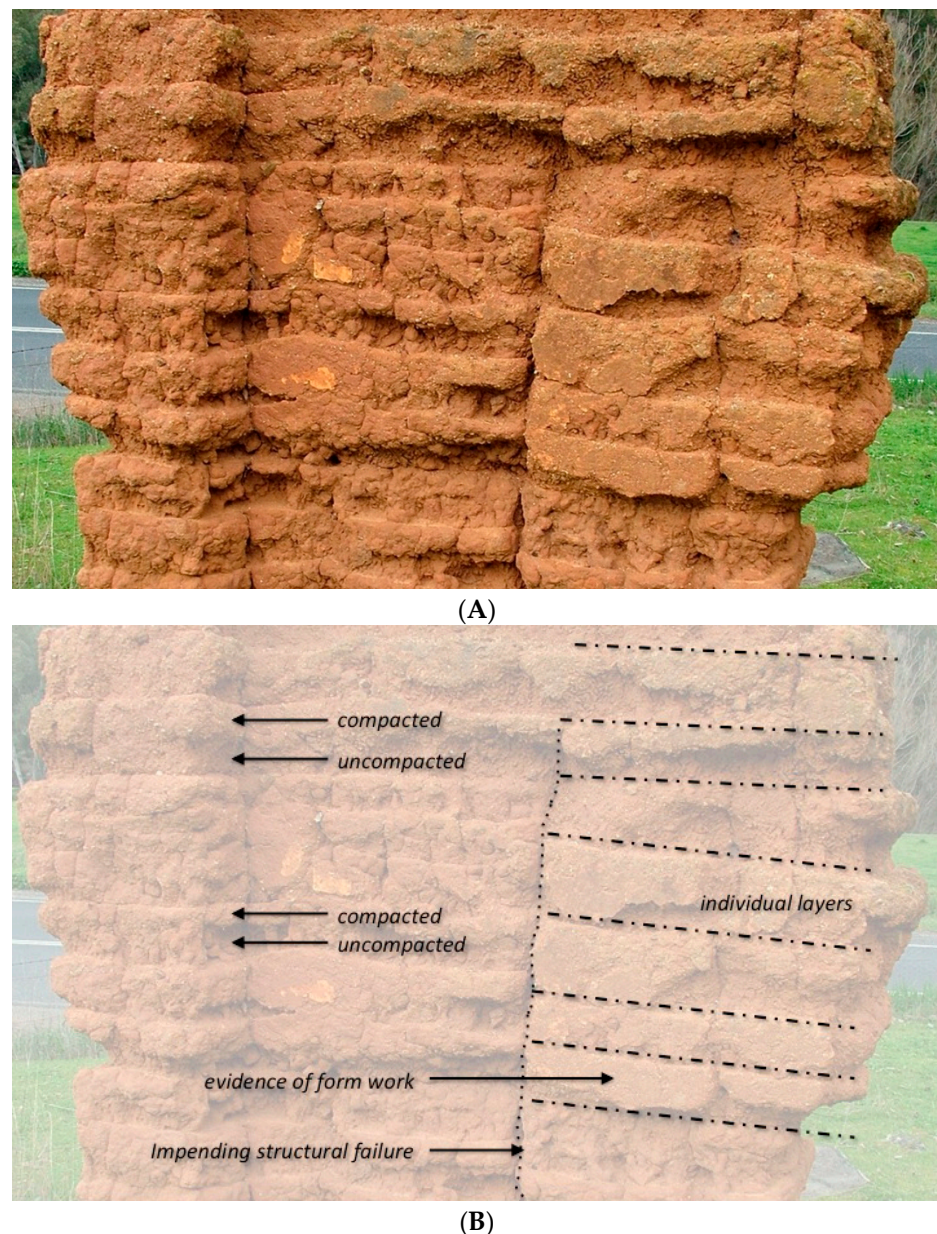 (A)
compacted
uncompacted
individual layers
compacted
uncompacted
evidence of form work
Impending structural failure
(B)